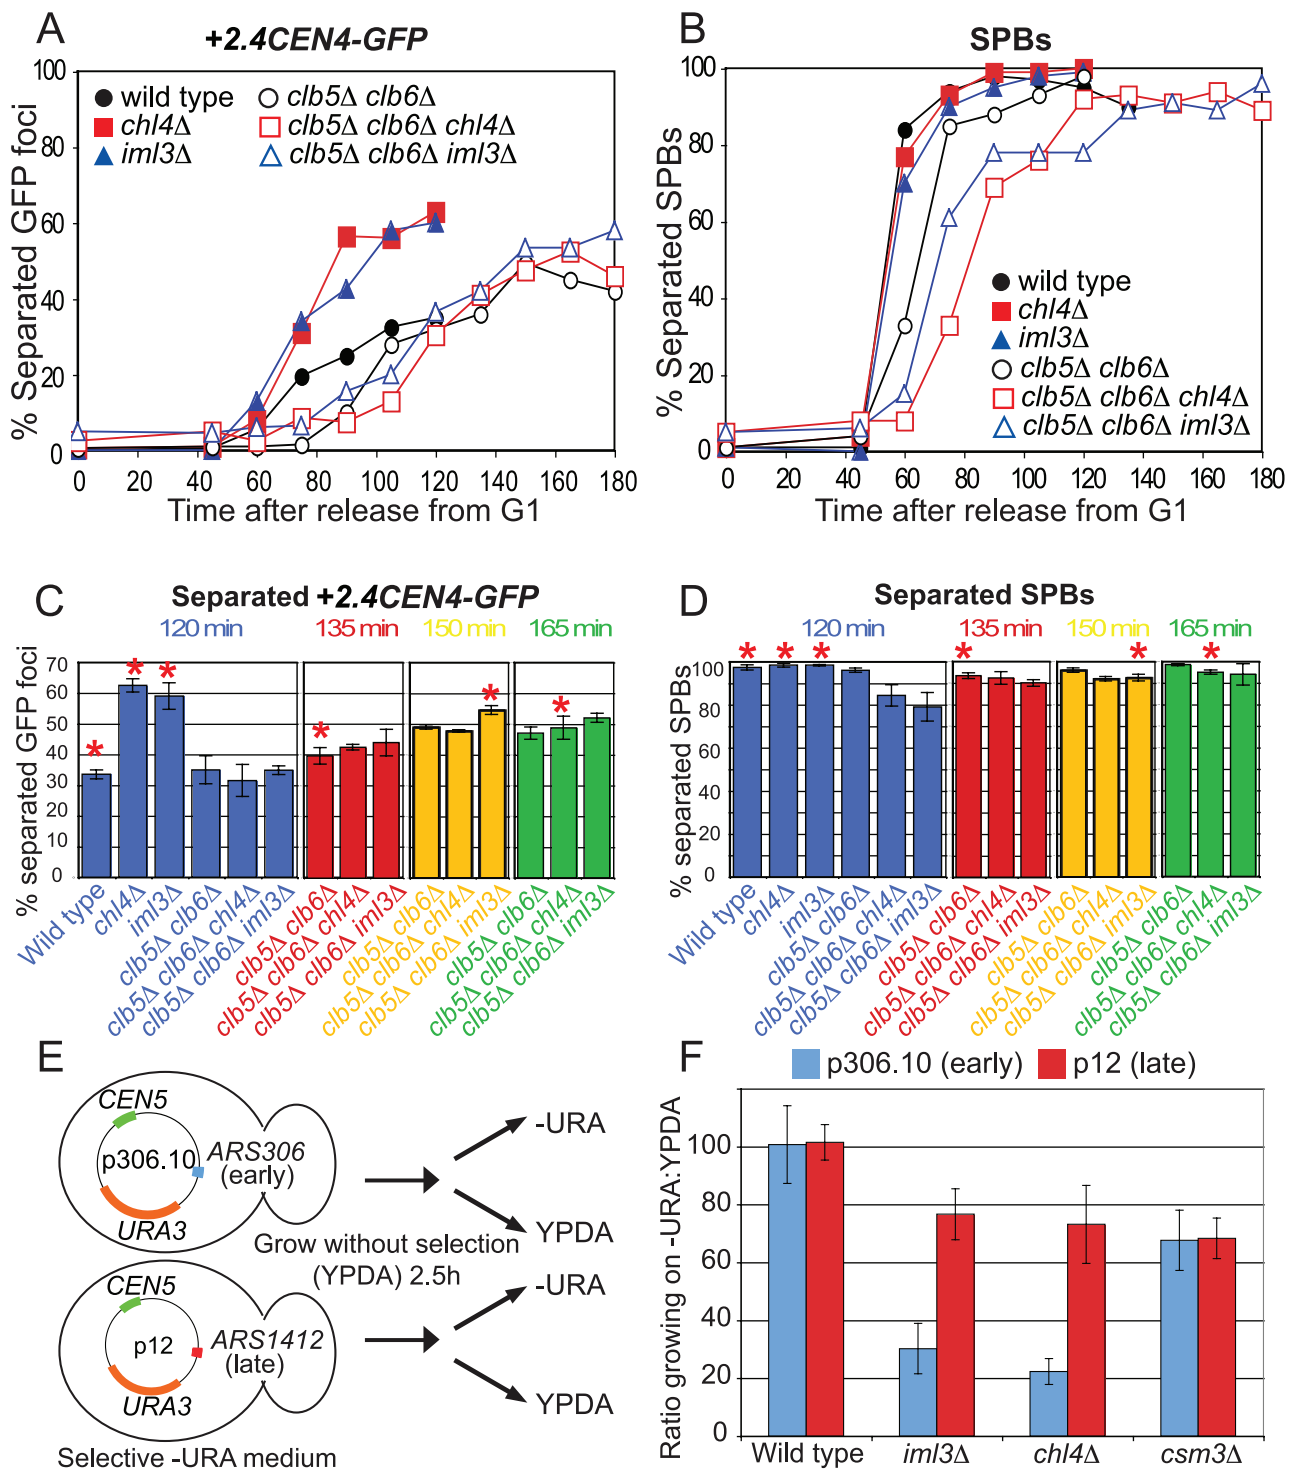 A
+2.4CEN4-GFP
% Separated GFP foci
100
80
60
40
20
0
wild type
chl4Δ
iml3Δ
clb5Δ clb6Δ
clb5Δ clb6Δ chl4Δ
clb5Δ clb6Δ iml3Δ
0 20 40 60 80 100 120 140 160 180
Time after release from G1
B
SPBs
% Separated SPBs
100
80
60
40
20
0
wild type
chl4Δ
iml3Δ
clb5Δ clb6Δ
clb5Δ clb6Δ chl4Δ
clb5Δ clb6Δ iml3Δ
0 20 40 60 80 100 120 140 160 180
Time after release from G1
C
Separated +2.4CEN4-GFP
120 min 135 min 150 min 165 min
% separated GFP foci
70
60
50
40
30
20
10
0
* * * * * *
Wild type
chl4Δ
iml3Δ
clb5Δ clb6Δ
clb5Δ clb6Δ chl4Δ
clb5Δ clb6Δ iml3Δ
clb5Δ clb6Δ
clb5Δ clb6Δ chl4Δ
clb5Δ clb6Δ iml3Δ
clb5Δ clb6Δ
clb5Δ clb6Δ chl4Δ
clb5Δ clb6Δ iml3Δ
clb5Δ clb6Δ
clb5Δ clb6Δ chl4Δ
clb5Δ clb6Δ iml3Δ
D
Separated SPBs
120 min 135 min 150 min 165 min
% separated SPBs
100
80
60
40
20
0
* * * * * *
Wild type
chl4Δ
iml3Δ
clb5Δ clb6Δ
clb5Δ clb6Δ chl4Δ
clb5Δ clb6Δ iml3Δ
clb5Δ clb6Δ
clb5Δ clb6Δ chl4Δ
clb5Δ clb6Δ iml3Δ
clb5Δ clb6Δ
clb5Δ clb6Δ chl4Δ
clb5Δ clb6Δ iml3Δ
clb5Δ clb6Δ
clb5Δ clb6Δ chl4Δ
clb5Δ clb6Δ iml3Δ
E
CEN5
p306.10
ARS306
(early)
URA3
-URA
YPDA
Grow without selection
(YPDA) 2.5h
CEN5
p12
ARS1412
(late)
URA3
-URA
YPDA
Selective -URA medium
F
p306.10 (early) p12 (late)
Ratio growing on -URA:YPDA
100
80
60
40
20
0
Wild type iml3Δ chl4Δ csm3Δ